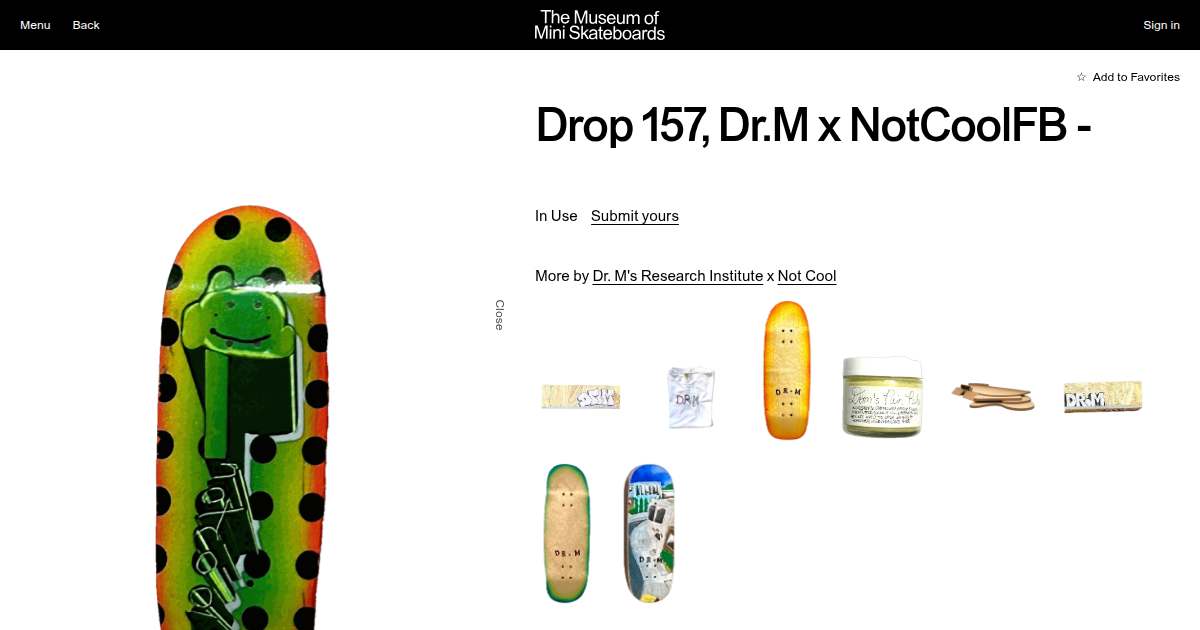 Menu
Back
The Museum of
Mini Skateboards
Sign in
☆ Add to Favorites
Drop 157, Dr.M x NotCoolFB -
In Use Submit yours
More by Dr. M's Research Institute x Not Cool
Close
DR.M
DR.M
DR.M
DR.M
DR.M